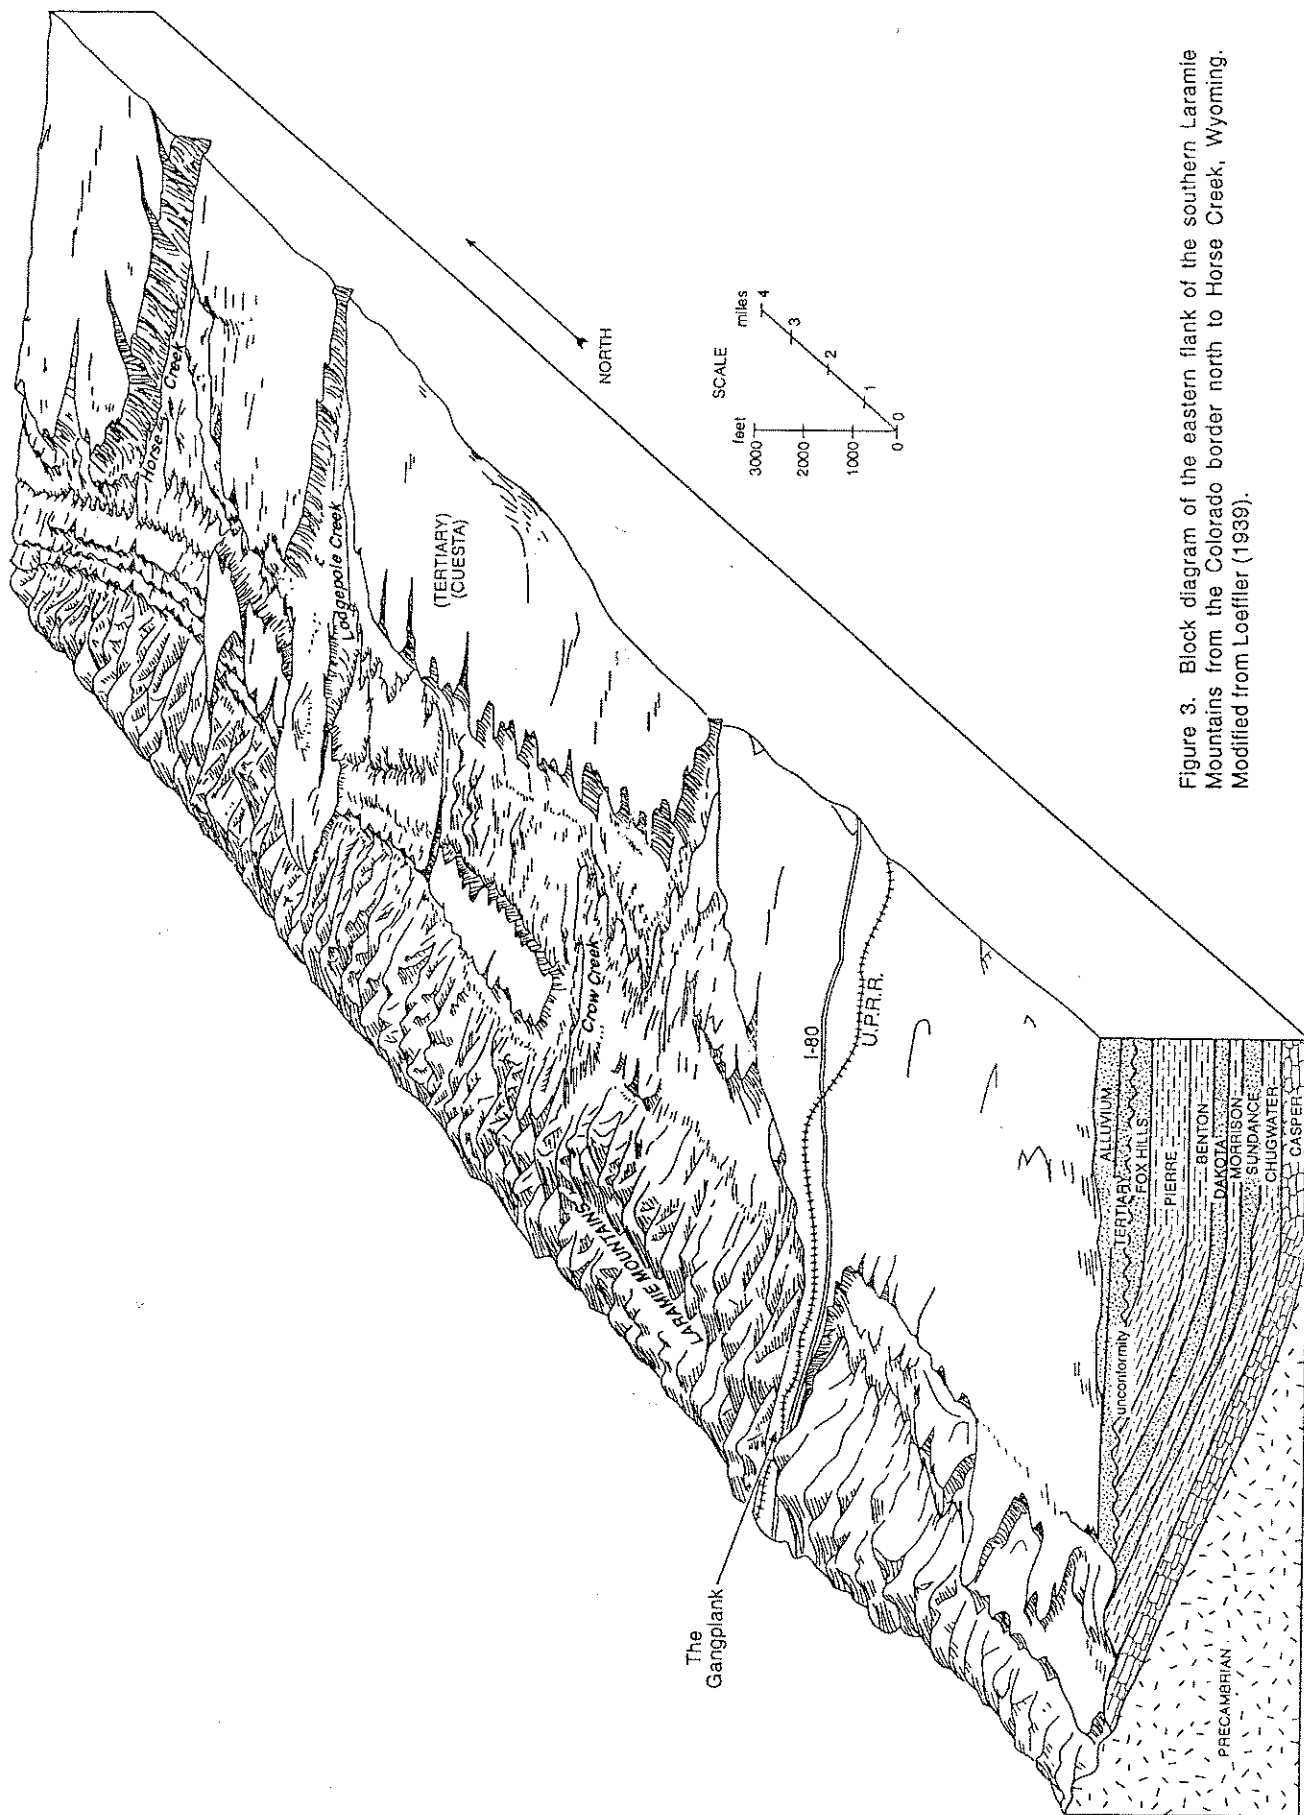 Horse Creek
Lodgepole Creek
(TERTIARY)
(CUESTA)
Crow Creek
LARAMIE MOUNTAINS
I-80
U.P.R.R.
The
Gangplank
NORTH
SCALE
feet
miles
3000
2000
1000
0
0
1
2
3
4
ALLUVIUM
TERTIARY
unconformity
FOX HILLS
PIERRE
BENTON
DAKOTA
MORRISON
SUNDANCE
CHUGWATER
CASPER
PRECAMBRIAN
Figure 3. Block diagram of the eastern flank of the southern Laramie
Mountains from the Colorado border north to Horse Creek, Wyoming.
Modified from Loeffler (1939).